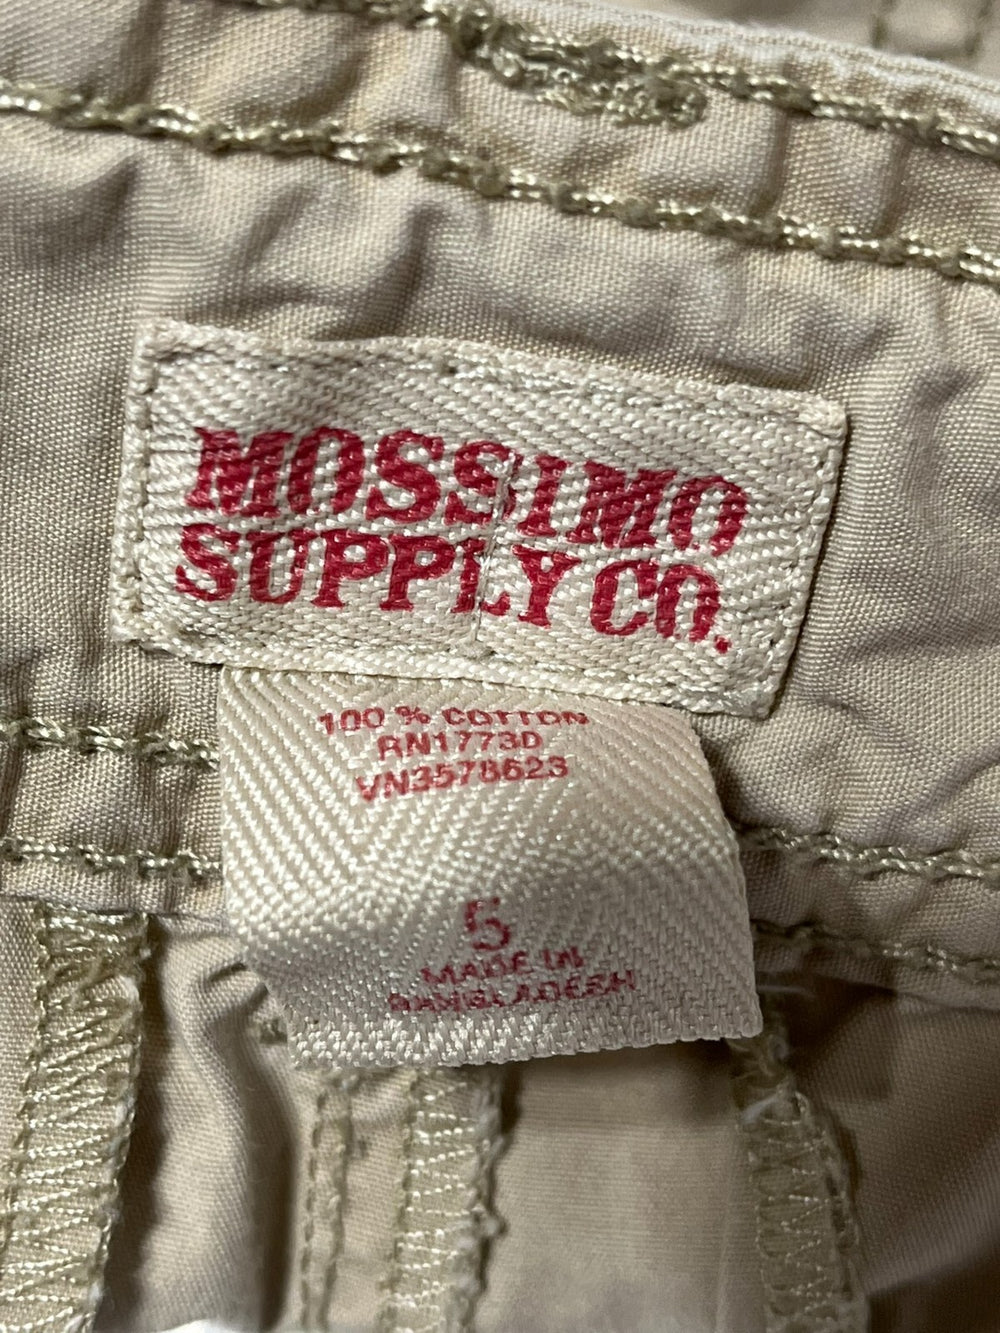 MOSSIMO
SUPPLY CO.
100 % COTTON
RN17730
VN3578623
5
MADE IN
BANGLADESH